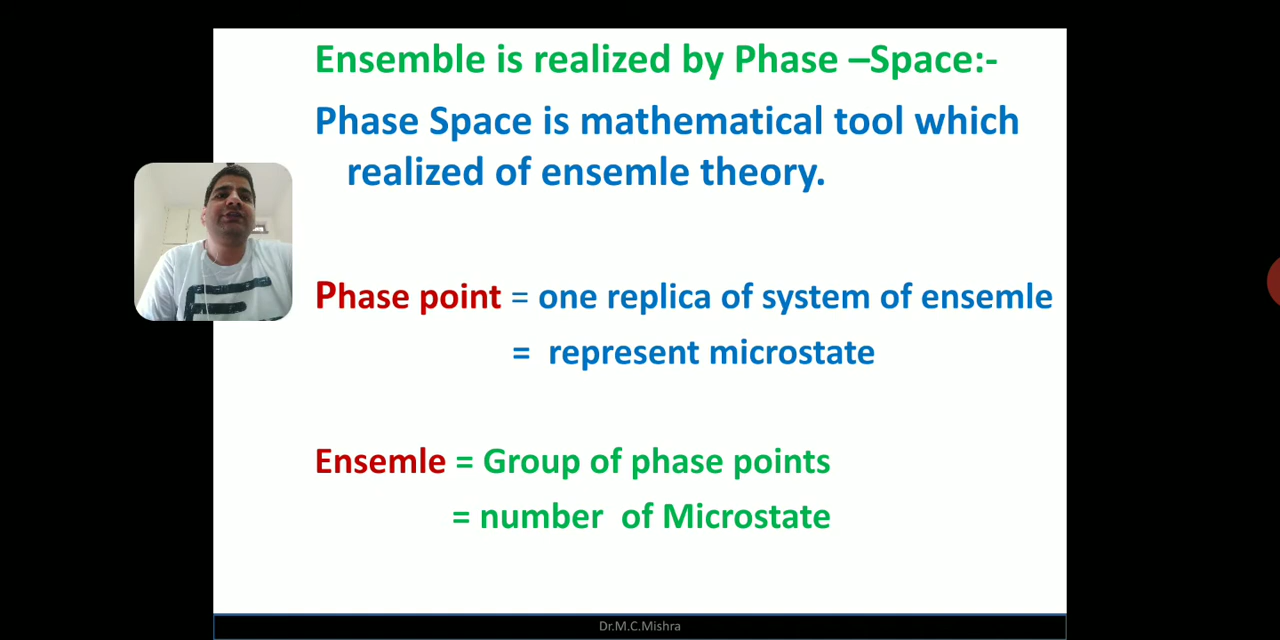 Ensemble is realized by Phase –Space:-
Phase Space is mathematical tool which
realized of ensemle theory.
Phase point = one replica of system of ensemle
= represent microstate
Ensemle = Group of phase points
= number of Microstate
Dr.M.C.Mishra